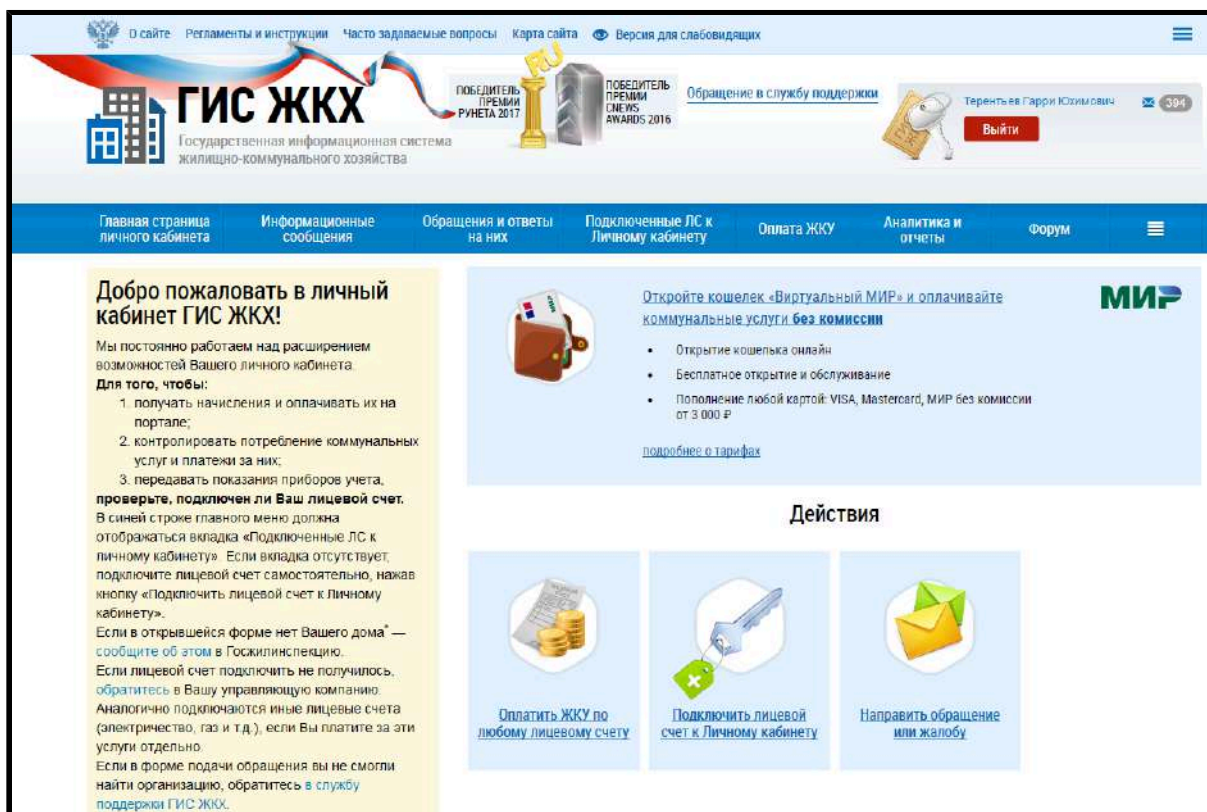 О сайте Регламенты и инструкции Часто задаваемые вопросы Карта сайта Версия для слабовидящих
ГИС ЖКХ
Государственная информационная система
жилищно-коммунального хозяйства
ПОБЕДИТЕЛЬ
ПРЕМИИ
РУНЕТА 2017
RU
ПОБЕДИТЕЛЬ
ПРЕМИИ
CNEWS
AWARDS 2016
Обращение в службу поддержки
Терентьев Гарри Юхимович 394
Выйти
Главная страница
личного кабинета
Информационные
сообщения
Обращения и ответы
на них
Подключенные ЛС к
Личному кабинету
Оплата ЖКУ
Аналитика и
отчеты
Форум
Добро пожаловать в личный
кабинет ГИС ЖКХ!
Мы постоянно работаем над расширением
возможностей Вашего личного кабинета.
Для того, чтобы:
1. получать начисления и оплачивать их на
портале;
2. контролировать потребление коммунальных
услуг и платежи за них;
3. передавать показания приборов учета,
проверьте, подключен ли Ваш лицевой счет.
В синей строке главного меню должна
отображаться вкладка «Подключенные ЛС к
личному кабинету». Если вкладка отсутствует,
подключите лицевой счет самостоятельно, нажав
кнопку «Подключить лицевой счет к Личному
кабинету».
Если в открывшейся форме нет Вашего дома* —
сообщите об этом в Госжилинспекцию.
Если лицевой счет подключить не получилось,
обратитесь в Вашу управляющую компанию.
Аналогично подключаются иные лицевые счета
(электричество, газ и т.д.), если Вы платите за эти
услуги отдельно.
Если в форме подачи обращения вы не смогли
найти организацию, обратитесь в службу
поддержки ГИС ЖКХ.
Откройте кошелек «Виртуальный МИР» и оплачивайте
коммунальные услуги без комиссии
• Открытие кошелька онлайн
• Бесплатное открытие и обслуживание
• Пополнение любой картой: VISA, Mastercard, МИР без комиссии
от 3 000 ₽
подробнее о тарифах
МИР
Действия
Оплатить ЖКУ по
любому лицевому счету
Подключить лицевой
счет к Личному кабинету
Направить обращение
или жалобу